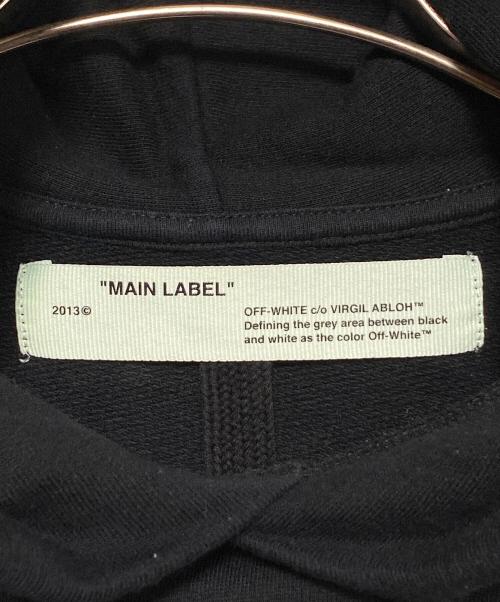 "MAIN LABEL"
2013©
OFF-WHITE c/o VIRGIL ABLOH™
Defining the grey area between black
and white as the color Off-White™